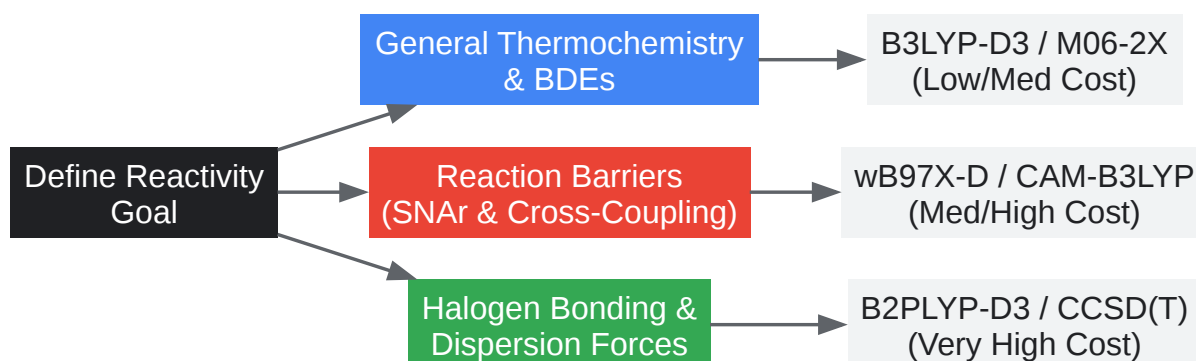 Define Reactivity
Goal
General Thermochemistry
& BDEs
B3LYP-D3 / M06-2X
(Low/Med Cost)
Reaction Barriers
(SNAr & Cross-Coupling)
wB97X-D / CAM-B3LYP
(Med/High Cost)
Halogen Bonding &
Dispersion Forces
B2PLYP-D3 / CCSD(T)
(Very High Cost)